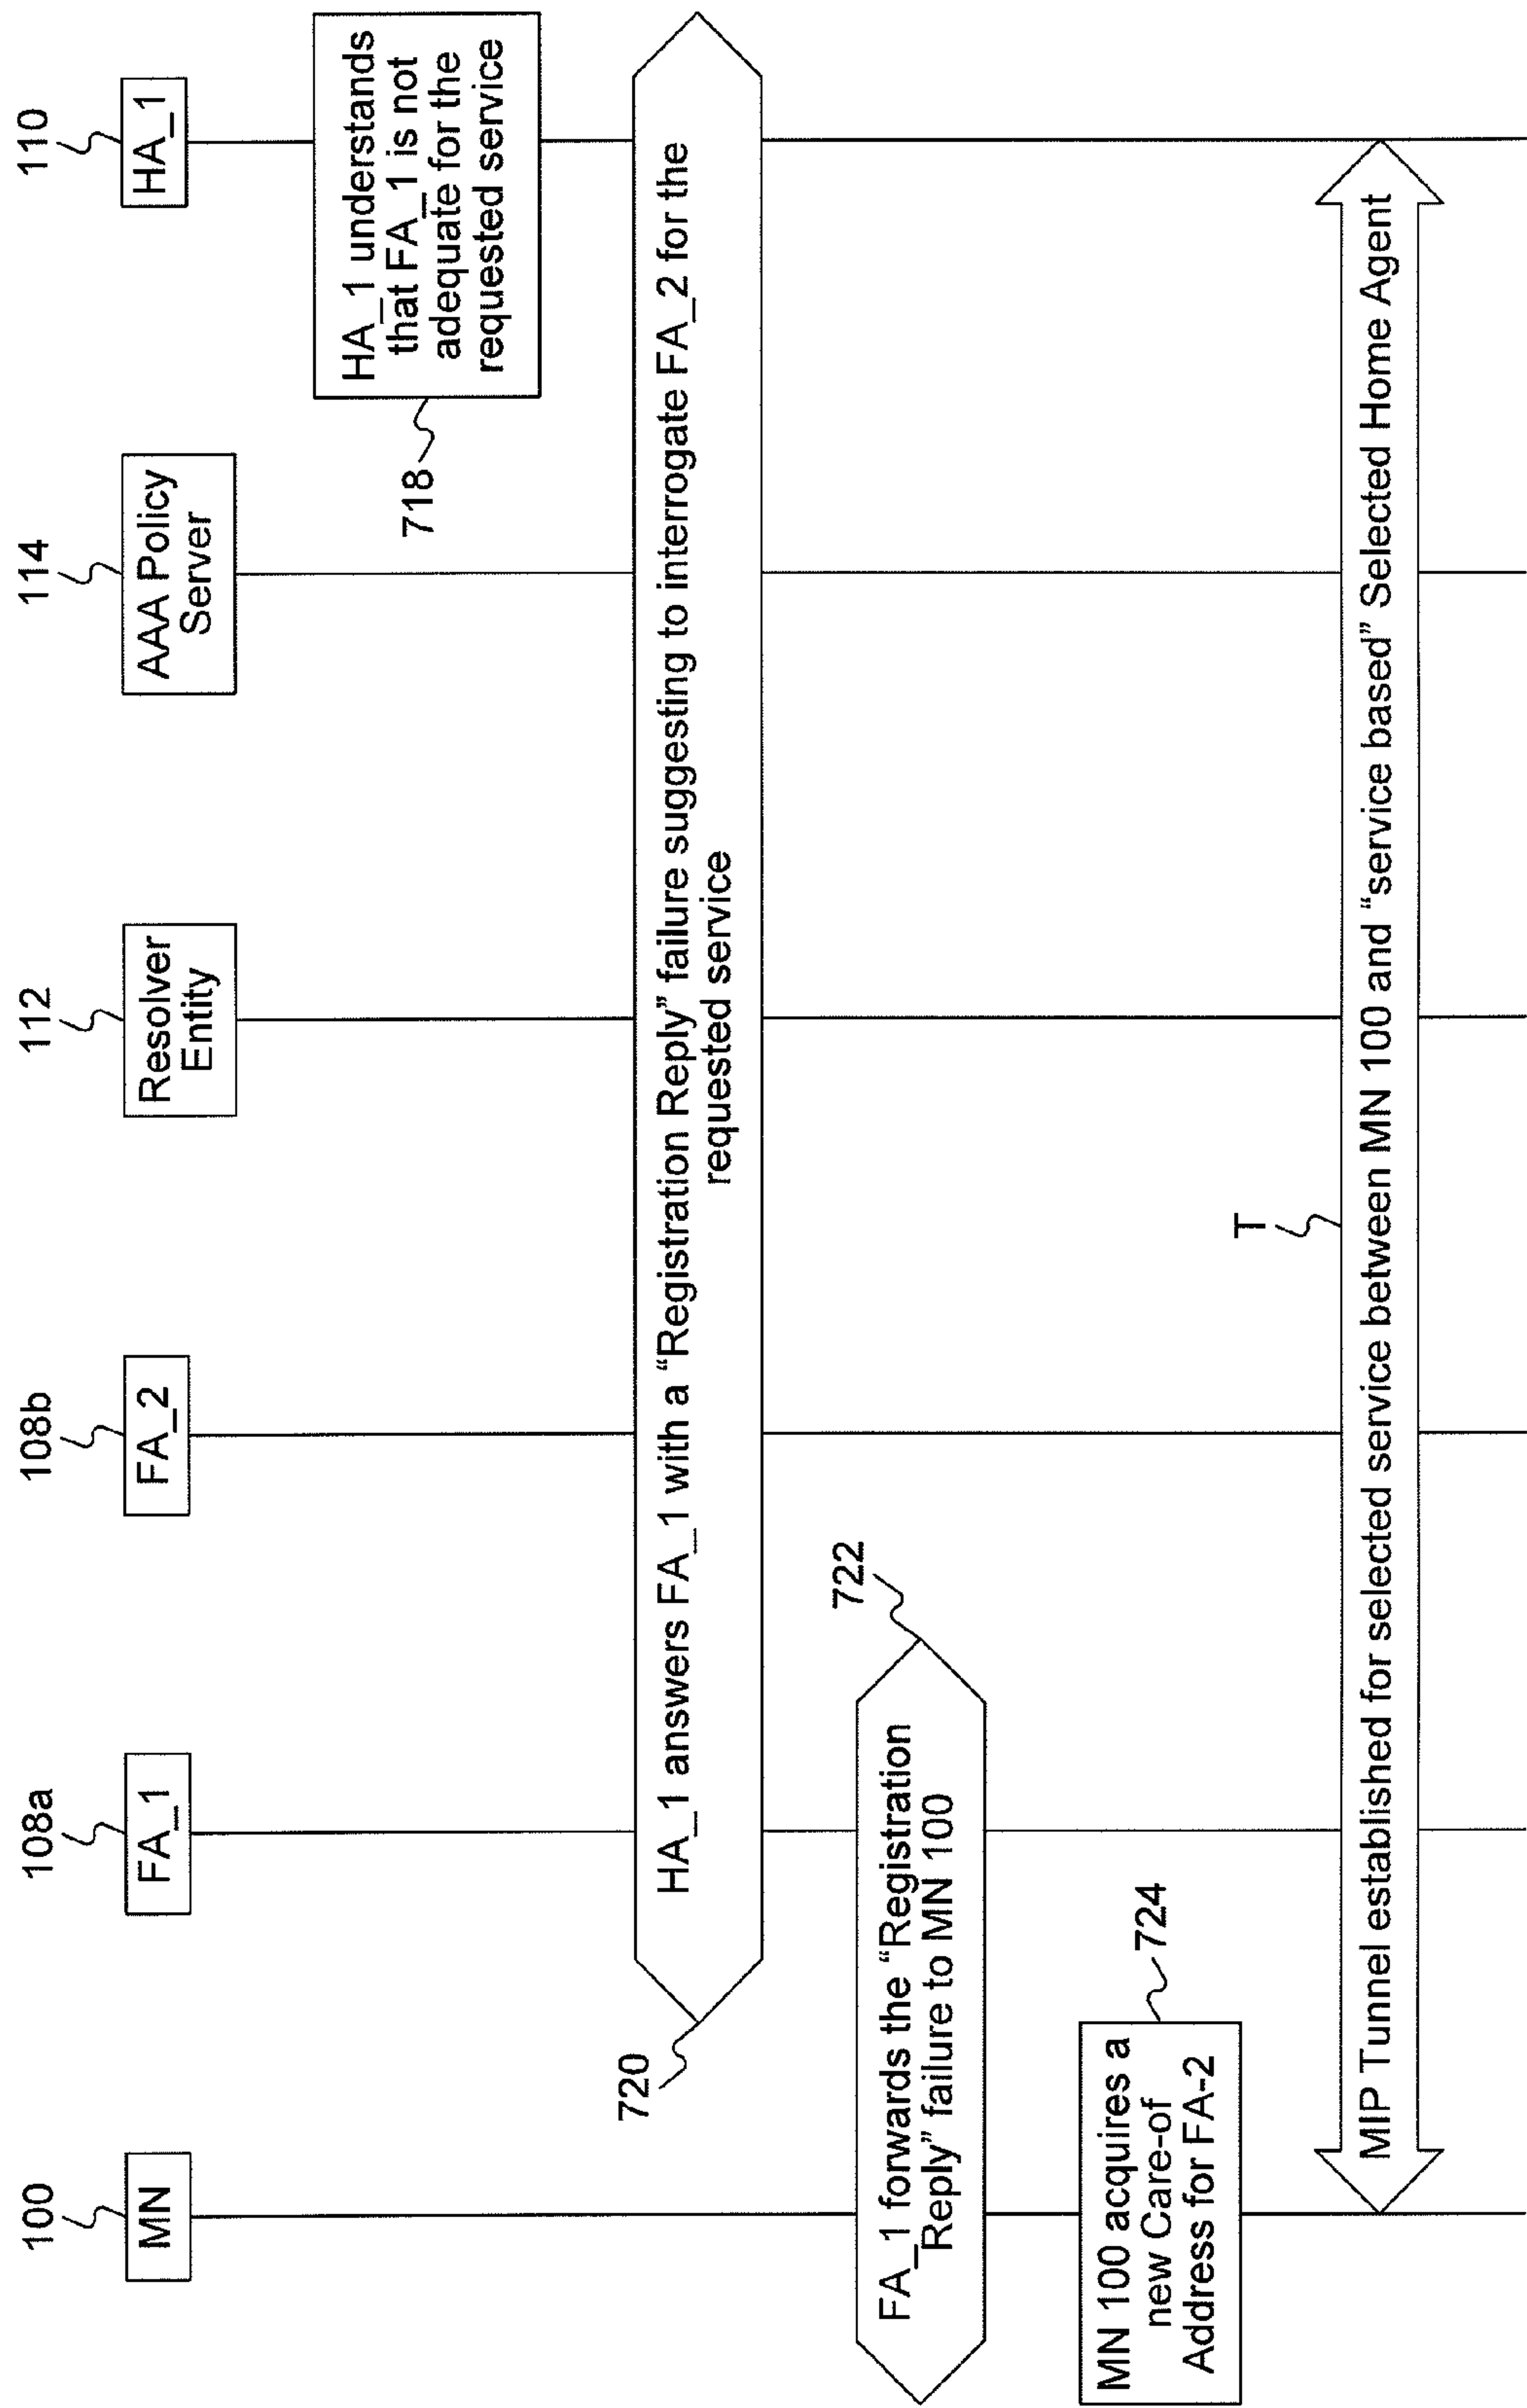 100
108a
108b
112
114
110
MN
FA_1
FA_2
Resolver
Entity
AAA Policy
Server
HA_1
HA_1 understands
that FA_1 is not
adequate for the
requested service
718
HA_1 answers FA_1 with a “Registration Reply” failure suggesting to interrogate FA_2 for the
requested service
720
FA_1 forwards the “Registration
Reply” failure to MN 100
722
MN 100 acquires a
new Care-of
Address for FA-2
724
T
MIP Tunnel established for selected service between MN 100 and “service based” Selected Home Agent